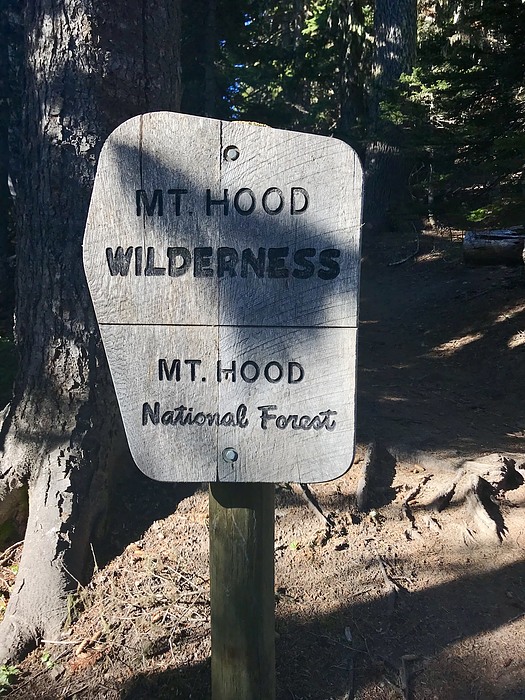 MT. HOOD
WILDERNESS
MT. HOOD
National Forest